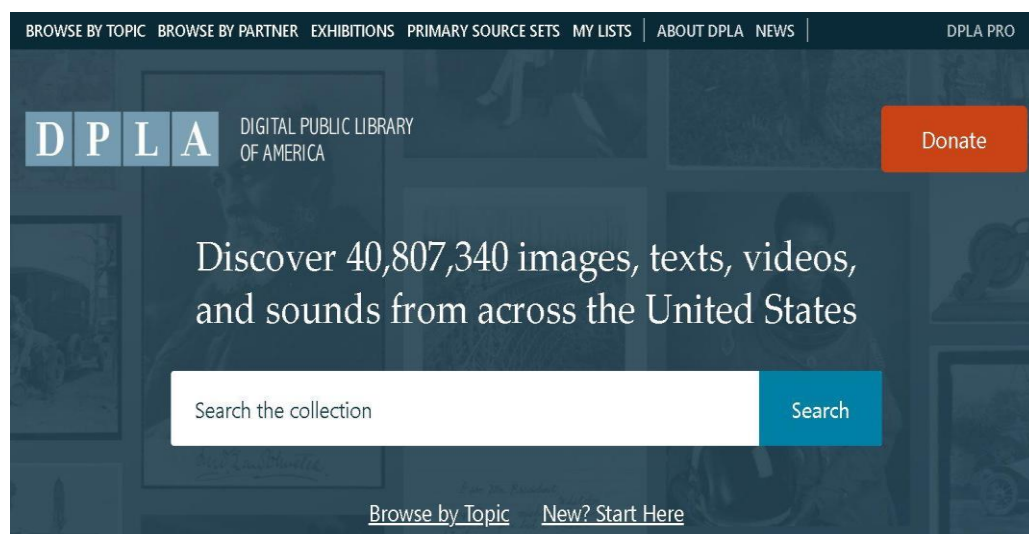 BROWSE BY TOPIC BROWSE BY PARTNER EXHIBITIONS PRIMARY SOURCE SETS MY LISTS | ABOUT DPLA NEWS | DPLA PRO
DPLA
DIGITAL PUBLIC LIBRARY
OF AMERICA
Donate
Discover 40,807,340 images, texts, videos,
and sounds from across the United States
Search the collection
Search
Browse by Topic New? Start Here